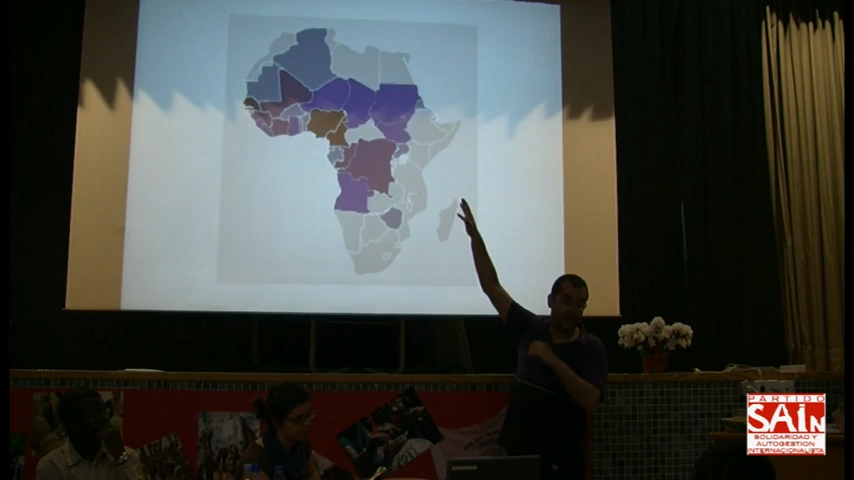 PARTIDO
SAIn
SOLIDARIDAD Y
AUTOGESTION
INTERNACIONALISTA